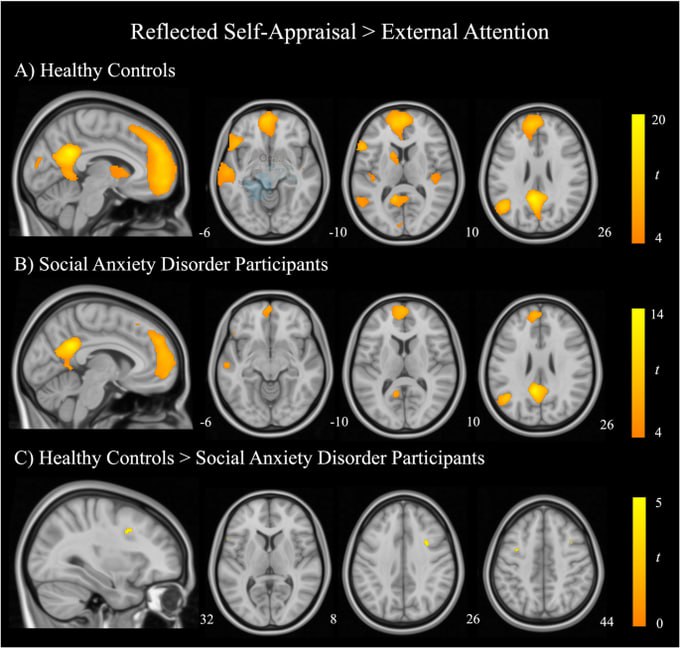 Reflected Self-Appraisal > External Attention
A) Healthy Controls
20
t
4
-6 -10 10 26
B) Social Anxiety Disorder Participants
14
t
4
-6 -10 10 26
C) Healthy Controls > Social Anxiety Disorder Participants
5
t
0
32 8 26 44